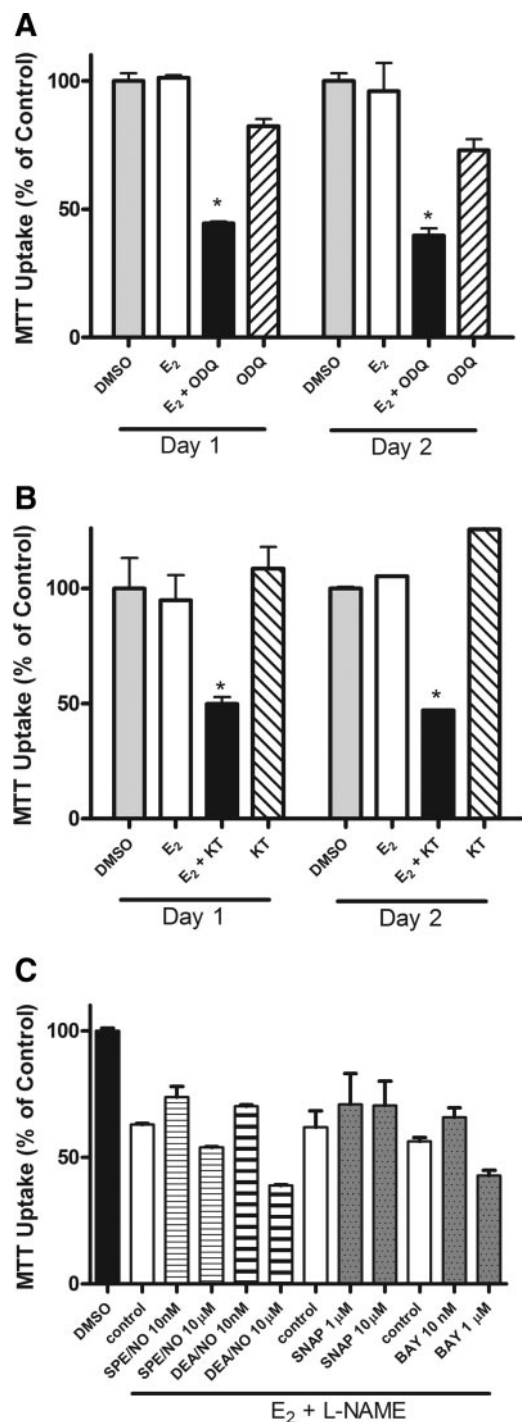 A
MTT Uptake (% of Control)
100
50
0
*
*
DMSO
E₂
E₂ + ODQ
ODQ
DMSO
E₂
E₂ + ODQ
ODQ
Day 1
Day 2
B
MTT Uptake (% of Control)
100
50
0
*
*
DMSO
E₂
E₂ + KT
KT
DMSO
E₂
E₂ + KT
KT
Day 1
Day 2
C
MTT Uptake (% of Control)
100
50
0
DMSO
control
SPE/NO 10nM
SPE/NO 10μM
DEA/NO 10nM
DEA/NO 10μM
control
SNAP 1μM
SNAP 10μM
control
BAY 10 nM
BAY 1 μM
E₂ + L-NAME